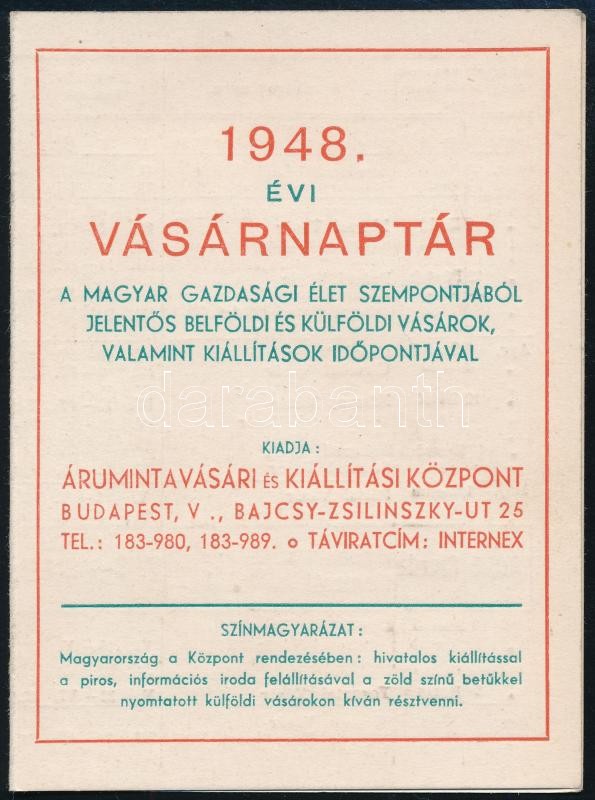 1948.
ÉVI
VÁSÁRNAPTÁR
A MAGYAR GAZDASÁGI ÉLET SZEMPONTJÁBÓL
JELENTŐS BELFÖLDI ÉS KÜLFÖLDI VÁSÁROK,
VALAMINT KIÁLLÍTÁSOK IDŐPONTJÁVAL
darabanth
KIADJA :
ÁRUMINTAVÁSÁRI ÉS KIÁLLÍTÁSI KÖZPONT
BUDAPEST, V ., BAJCSY-ZSILINSZKY-UT 25
TEL.: 183-980, 183-989. o TÁVIRATCÍM: INTERNEX
SZÍNMAGYARÁZAT :
Magyarország a Központ rendezésében : hivatalos kiállítással
a piros, információs iroda felállításával a zöld színű betűkkel
nyomtatott külföldi vásárokon kíván résztvenni.